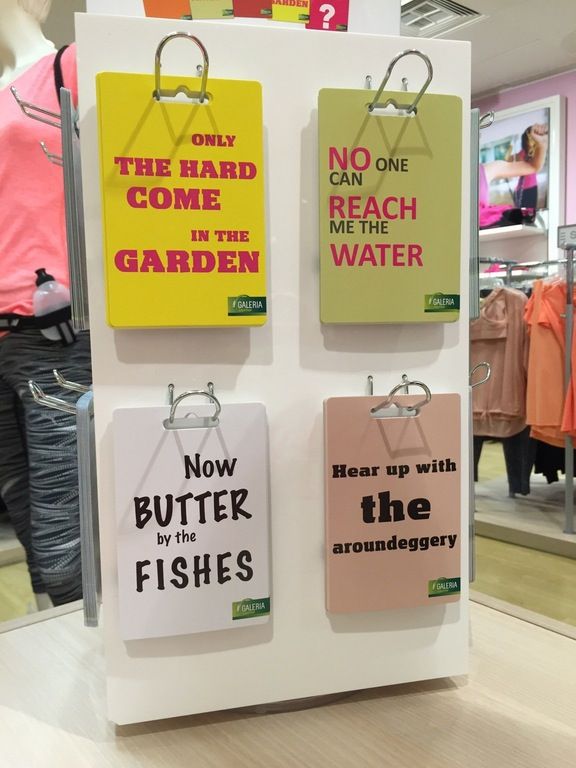 GARDEN
?
ONLY
THE HARD
COME
IN THE
GARDEN
GALERIA
NO ONE
CAN
REACH
ME THE
WATER
GALERIA
Now
BUTTER
by the
FISHES
GALERIA
Hear up with
the
aroundeggery
GALERIA